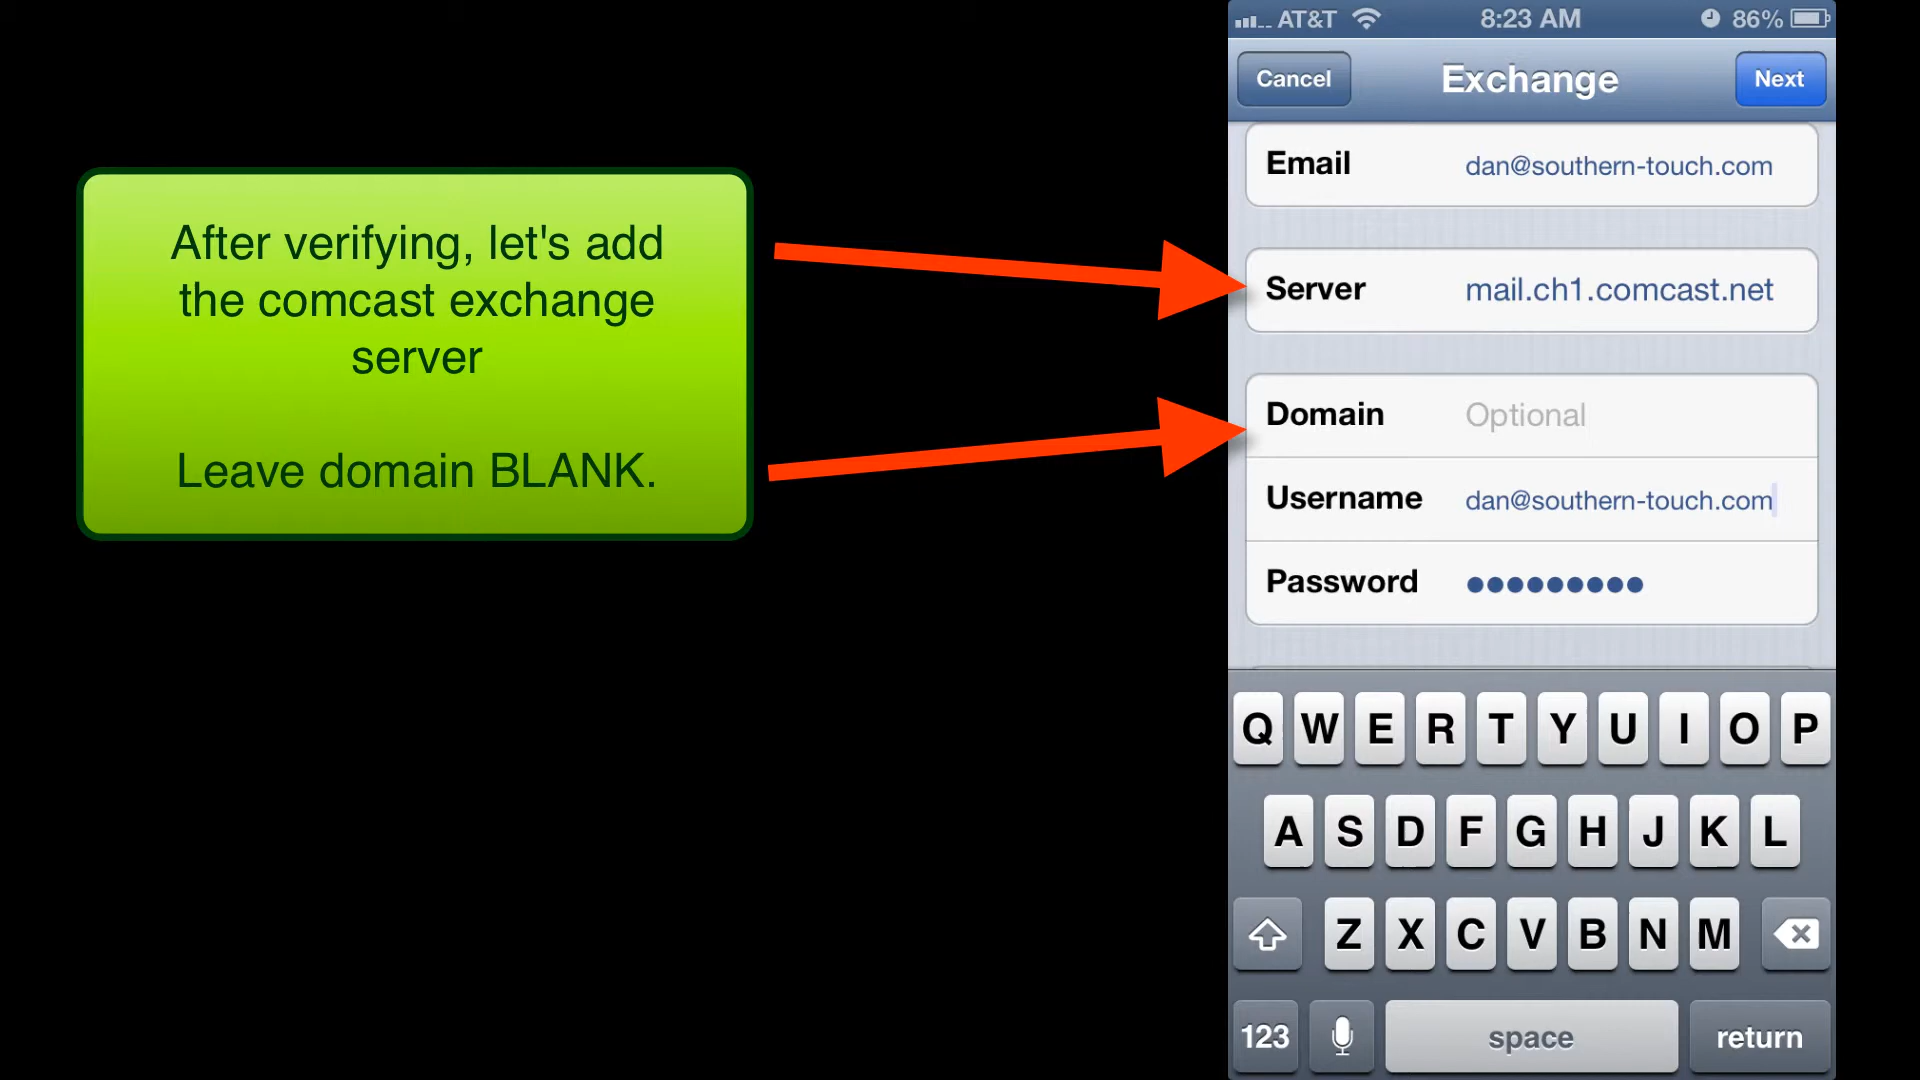 After verifying, let's add
the comcast exchange
server
Leave domain BLANK.
AT&T 8:23 AM 86%
Cancel Exchange Next
Email dan@southern-touch.com
Server mail.ch1.comcast.net
Domain Optional
Username dan@southern-touch.com
Password
Q W E R T Y U I O P
A S D F G H J K L
Z X C V B N M
123 space return